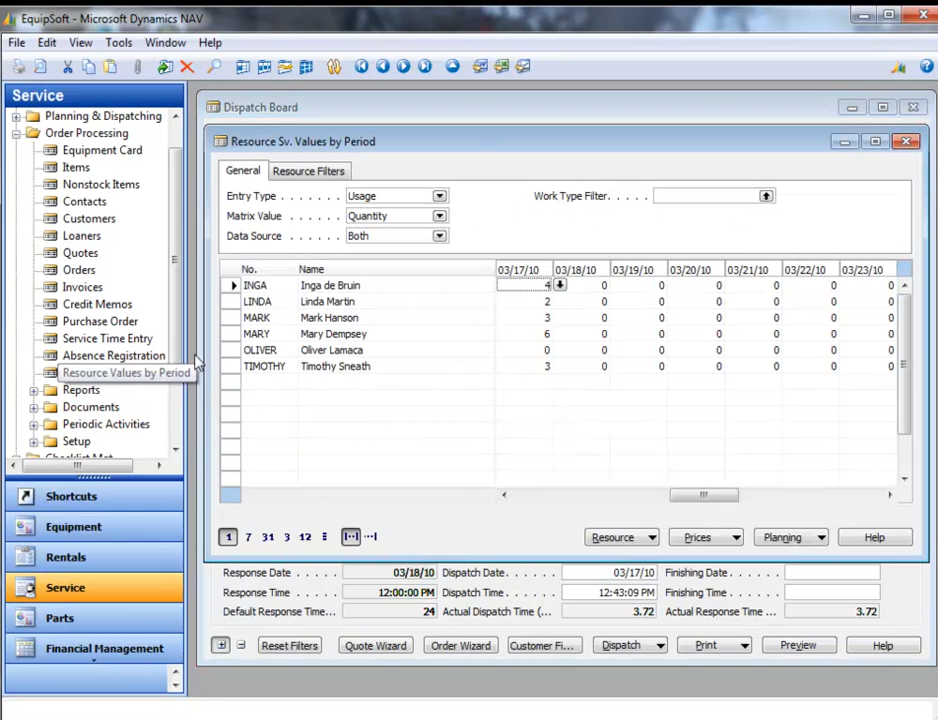 EquipSoft - Microsoft Dynamics NAV
File Edit View Tools Window Help
Service
Planning & Dispatching
Order Processing
Equipment Card
Items
Nonstock Items
Contacts
Customers
Loaners
Quotes
Orders
Invoices
Credit Memos
Purchase Order
Service Time Entry
Absence Registration
Resource Values by Period
Reports
Documents
Periodic Activities
Setup
Shortcuts
Equipment
Rentals
Service
Parts
Financial Management
Dispatch Board
Resource Sv. Values by Period
General Resource Filters
Entry Type . . . . . . . Usage Work Type Filter. . . . .
Matrix Value . . . . . . Quantity
Data Source . . . . . . Both
No. Name 03/17/10 03/18/10 03/19/10 03/20/10 03/21/10 03/22/10 03/23/10
INGA Inga de Bruin 4 0 0 0 0 0 0
LINDA Linda Martin 2 0 0 0 0 0 0
MARK Mark Hanson 3 0 0 0 0 0 0
MARY Mary Dempsey 6 0 0 0 0 0 0
OLIVER Oliver Lamaca 0 0 0 0 0 0 0
TIMOTHY Timothy Sneath 3 0 0 0 0 0 0
1 7 31 3 12
Resource Prices Planning Help
Response Date . . . . . 03/18/10 Dispatch Date. . . . . . 03/17/10 Finishing Date . . . . .
Response Time . . . . . 12:00:00 PM Dispatch Time . . . . . 12:43:09 PM Finishing Time . . . . .
Default Response Time... 24 Actual Dispatch Time (... 3.72 Actual Response Time ... 3.72
Reset Filters Quote Wizard Order Wizard Customer Fi... Dispatch Print Preview Help